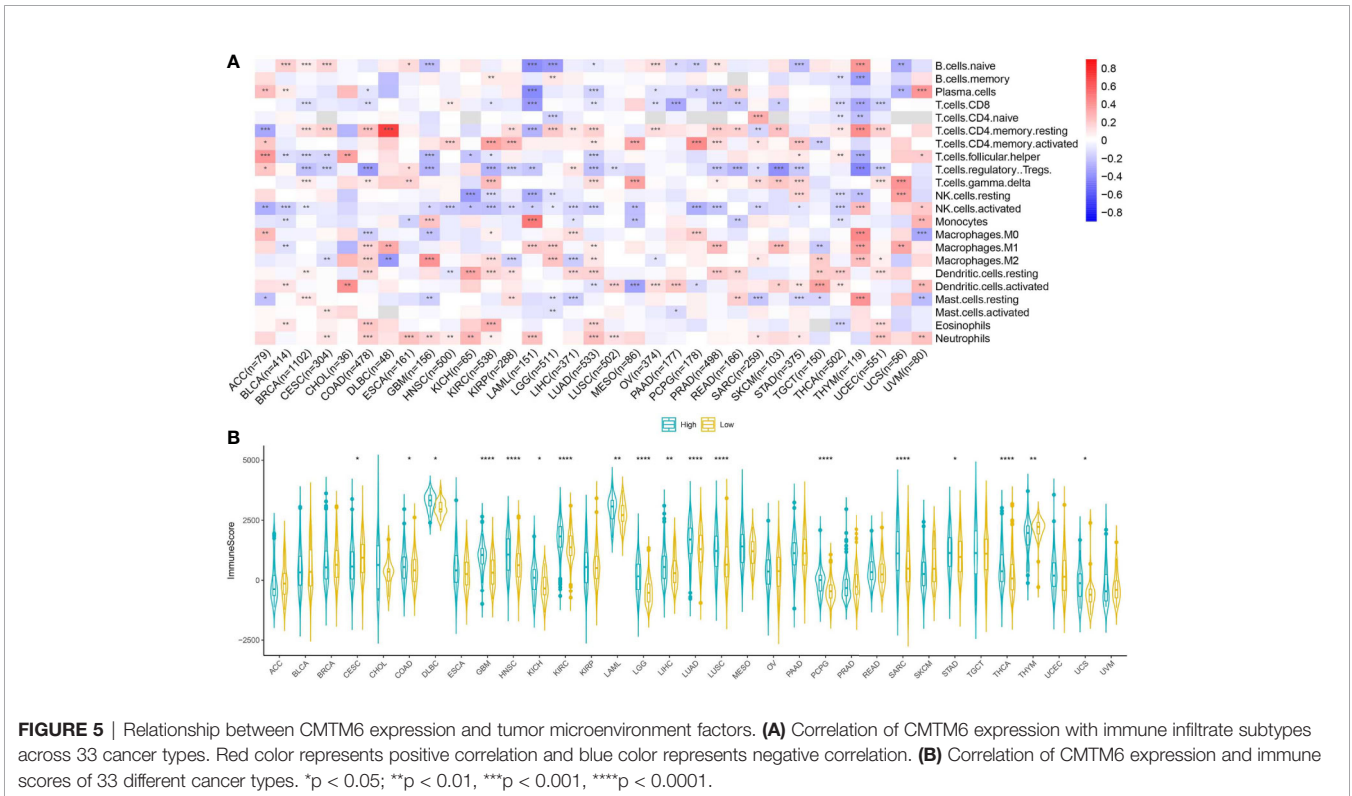 A
B.cells.naive
B.cells.memory
Plasma.cells
T.cells.CD8
T.cells.CD4.naive
T.cells.CD4.memory.resting
T.cells.CD4.memory.activated
T.cells.follicular.helper
T.cells.regulatory..Tregs.
T.cells.gamma.delta
NK.cells.resting
NK.cells.activated
Monocytes
Macrophages.M0
Macrophages.M1
Macrophages.M2
Dendritic.cells.resting
Dendritic.cells.activated
Mast.cells.resting
Mast.cells.activated
Eosinophils
Neutrophils
0.8
0.6
0.4
0.2
0
−0.2
−0.4
−0.6
−0.8
ACC(n=79)
BLCA(n=414)
BRCA(n=1102)
CESC(n=304)
CHOL(n=36)
COAD(n=478)
DLBC(n=48)
ESCA(n=161)
GBM(n=156)
HNSC(n=500)
KICH(n=65)
KIRC(n=538)
KIRP(n=288)
LAML(n=151)
LGG(n=511)
LIHC(n=371)
LUAD(n=533)
LUSC(n=502)
MESO(n=86)
OV(n=374)
PAAD(n=177)
PCPG(n=178)
PRAD(n=498)
READ(n=166)
SARC(n=259)
SKCM(n=103)
STAD(n=375)
TGCT(n=150)
THCA(n=502)
THYM(n=119)
UCEC(n=551)
UCS(n=56)
UVM(n=80)
B
High Low
* * * **** **** * **** ** **** ** **** **** **** **** * **** ** *
ImmuneScore
5000
2500
0
−2500
ACC
BLCA
BRCA
CESC
CHOL
COAD
DLBC
ESCA
GBM
HNSC
KICH
KIRC
KIRP
LAML
LGG
LIHC
LUAD
LUSC
MESO
OV
PAAD
PCPG
PRAD
READ
SARC
SKCM
STAD
TGCT
THCA
THYM
UCEC
UCS
UVM
FIGURE 5 | Relationship between CMTM6 expression and tumor microenvironment factors. (A) Correlation of CMTM6 expression with immune infiltrate subtypes
across 33 cancer types. Red color represents positive correlation and blue color represents negative correlation. (B) Correlation of CMTM6 expression and immune
scores of 33 different cancer types. *p < 0.05; **p < 0.01, ***p < 0.001, ****p < 0.0001.